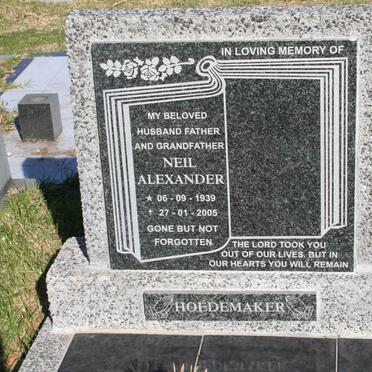 IN LOVING MEMORY OF
MY BELOVED
HUSBAND FATHER
AND GRANDFATHER
NEIL
ALEXANDER
★ 06 - 09 - 1939
✝ 27 - 01 - 2005
GONE BUT NOT
FORGOTTEN
THE LORD TOOK YOU
OUT OF OUR LIVES. BUT IN
OUR HEARTS YOU WILL REMAIN
HOEDEMAKER